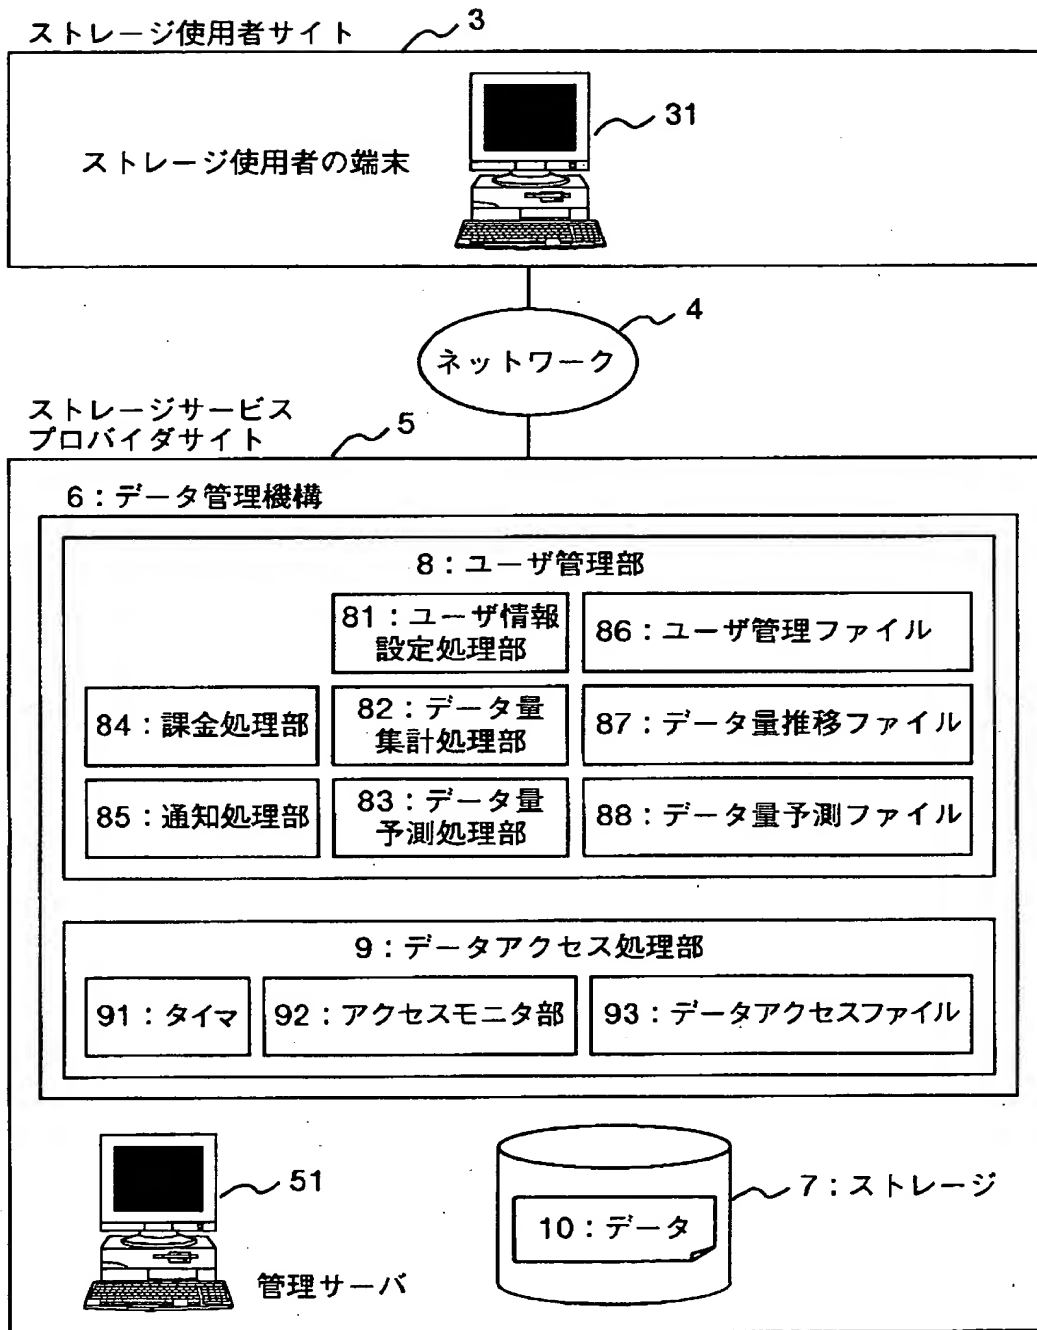 ストレージ使用者サイト
3
31
ストレージ使用者の端末
4
ネットワーク
ストレージサービス
プロバイダサイト
5
6：データ管理機構
8：ユーザ管理部
81：ユーザ情報
設定処理部
86：ユーザ管理ファイル
84：課金処理部
82：データ量
集計処理部
87：データ量推移ファイル
85：通知処理部
83：データ量
予測処理部
88：データ量予測ファイル
9：データアクセス処理部
91：タイマ
92：アクセスモニタ部
93：データアクセスファイル
51
管理サーバ
7：ストレージ
10：データ